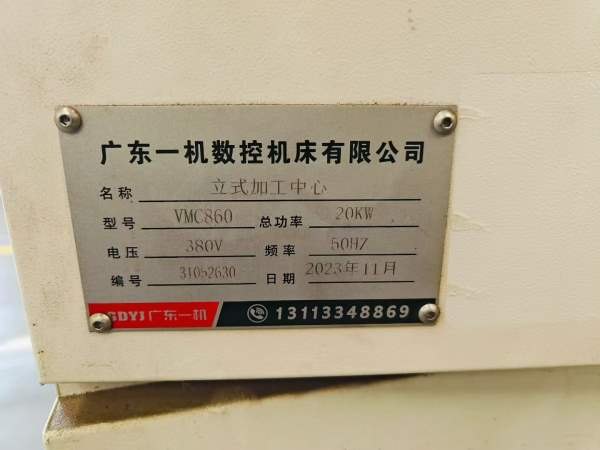 广东一机数控机床有限公司
名称 立式加工中心
型号 VMC860 总功率 20KW
电压 380V 频率 50HZ
编号 31052630 日期 2023年11月
GDYJ 广东一机 13113348869